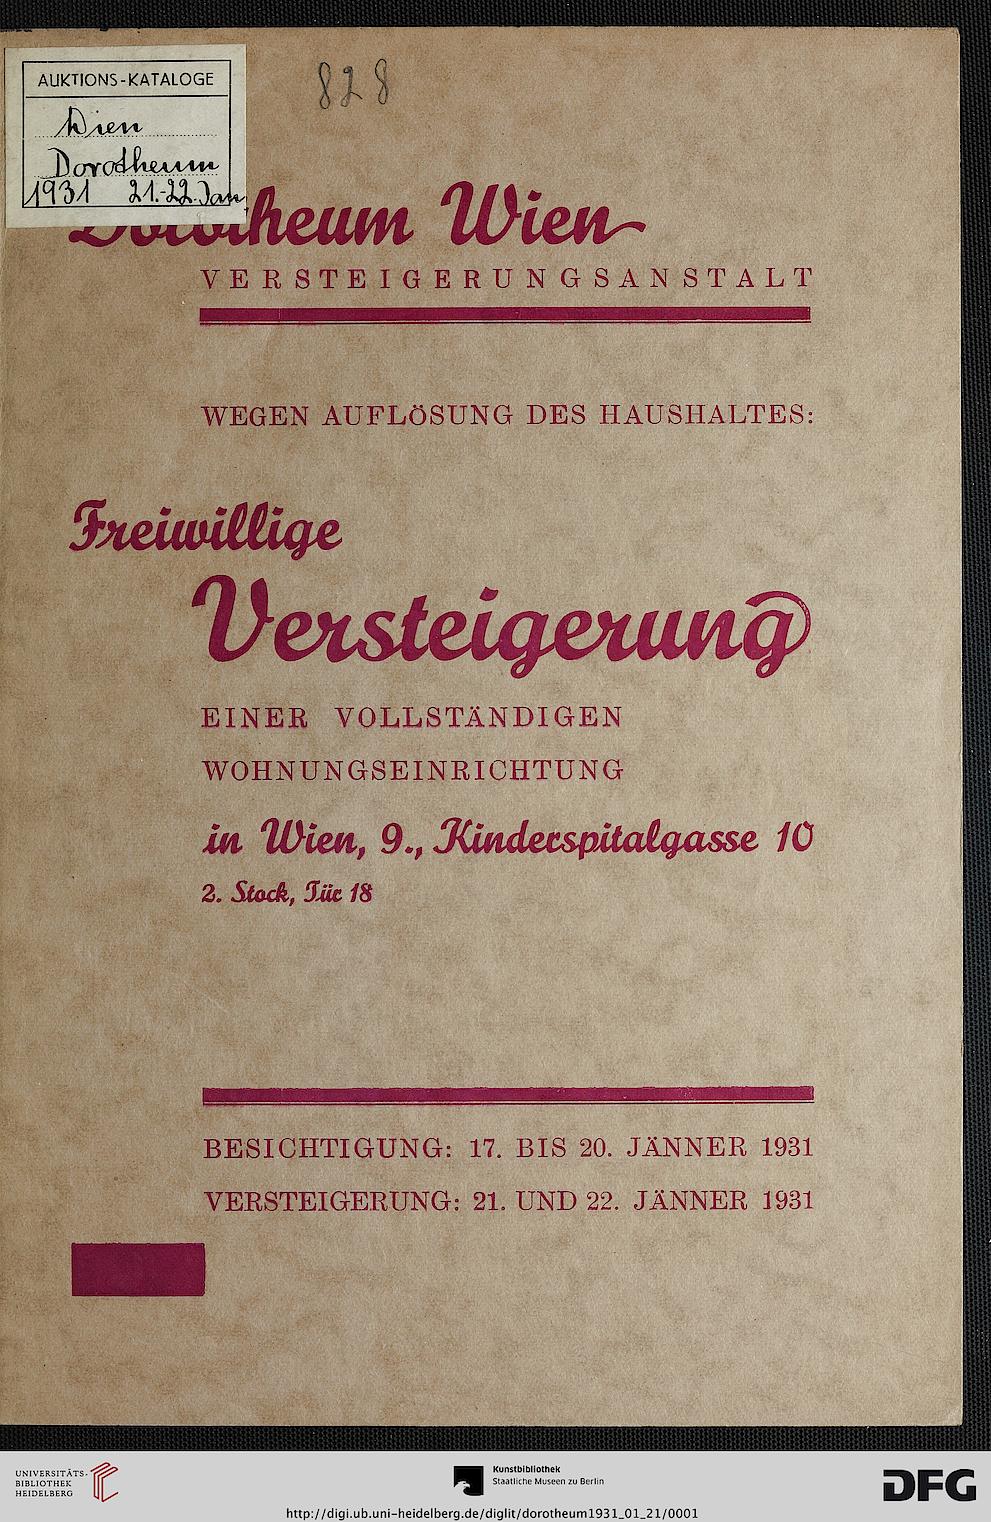 AUKTIONS-KATALOGE
Wien
Dorotheum
1931 21.-22. Jan.
828
Dorotheum Wien
VERSTEIGERUNGSANSTALT
WEGEN AUFLÖSUNG DES HAUSHALTES:
Freiwillige
Versteigerung
EINER VOLLSTÄNDIGEN
WOHNUNGSEINRICHTUNG
in Wien, 9., Kinderspitalgasse 10
2. Stock, Tür 18
BESICHTIGUNG: 17. BIS 20. JÄNNER 1931
VERSTEIGERUNG: 21. UND 22. JÄNNER 1931
UNIVERSITÄTS-
BIBLIOTHEK
HEIDELBERG
Kunstbibliothek
Staatliche Museen zu Berlin
DFG
http://digi.ub.uni-heidelberg.de/diglit/dorotheum1931_01_21/0001